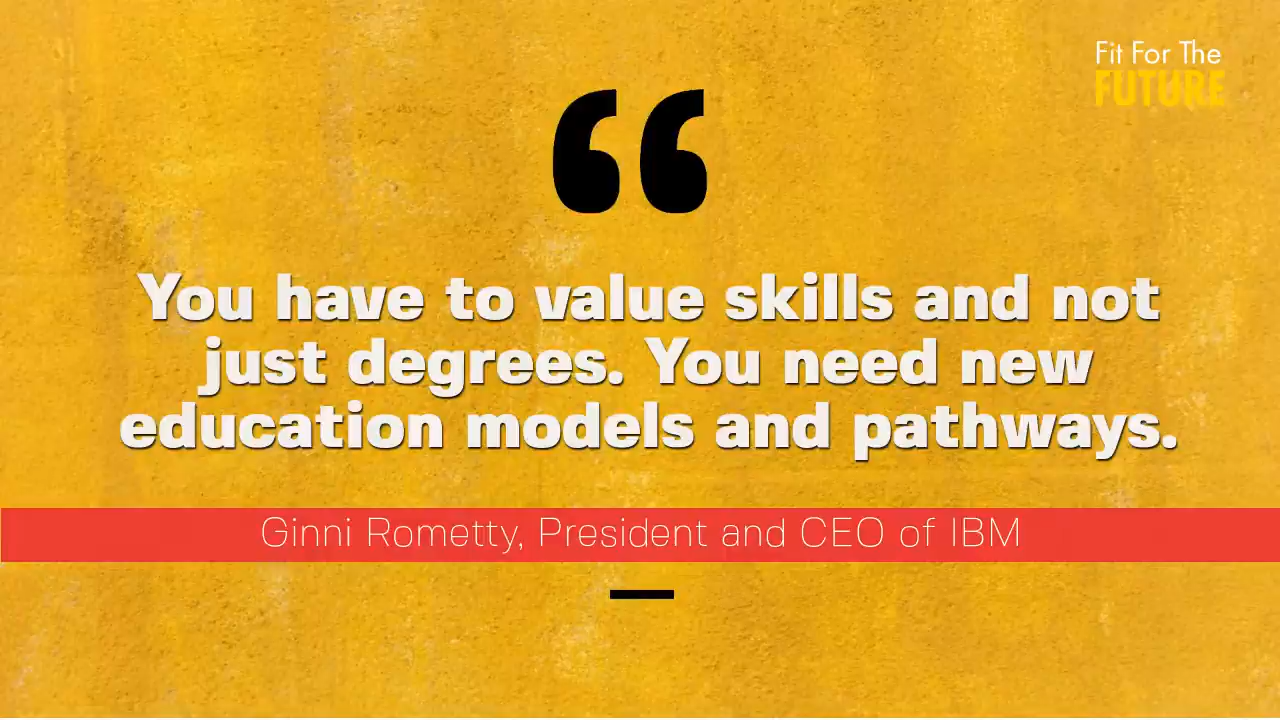 Fit For The
FUTURE
“
You have to value skills and not
just degrees. You need new
education models and pathways.
Ginni Rometty, President and CEO of IBM